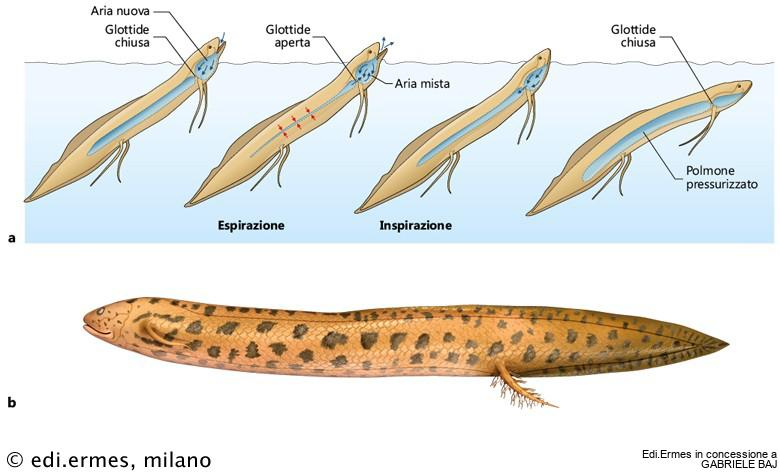 Aria nuova
Glottide
chiusa
Glottide
aperta
Aria mista
Glottide
chiusa
Polmone
pressurizzato
Espirazione
Inspirazione
a
b
© edi.ermes, milano
Edi.Ermes in concessione a
GABRIELE BAJ